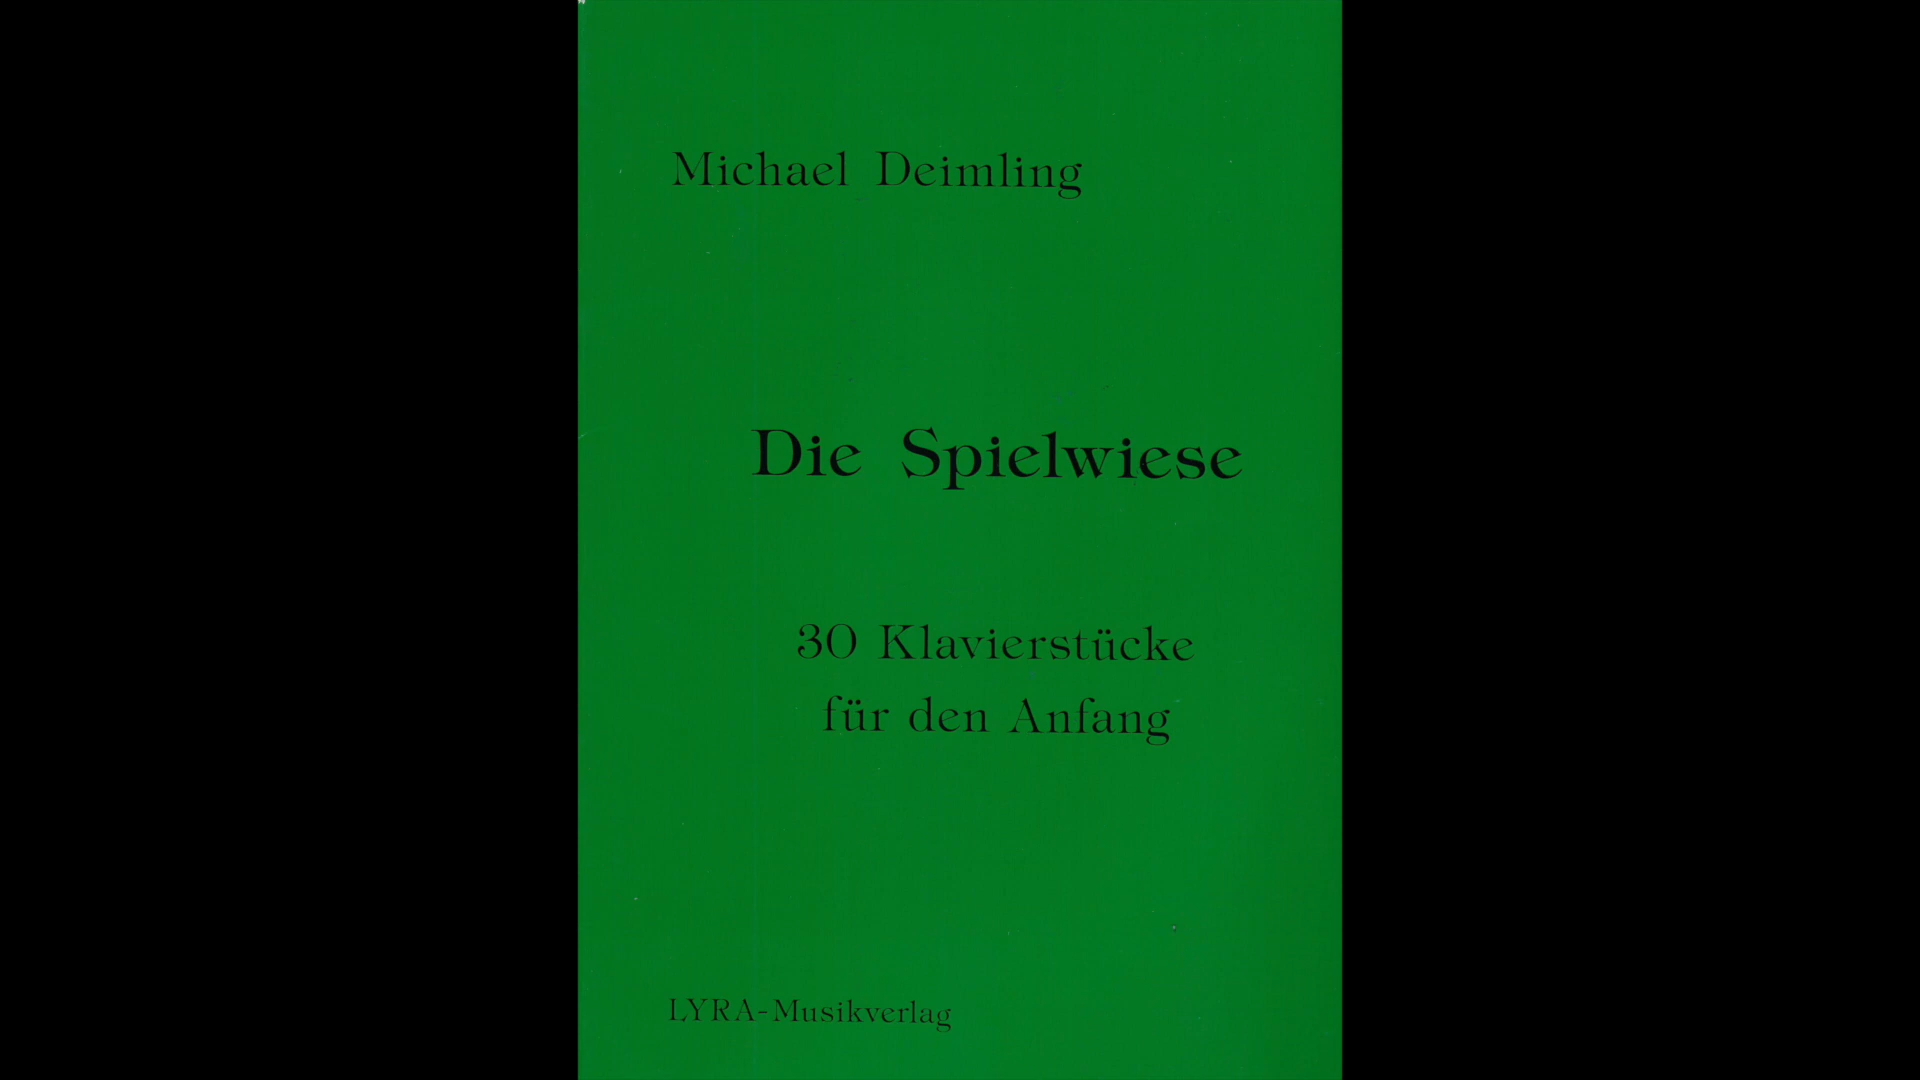 Michael Deimling
Die Spielwiese
30 Klavierstücke
für den Anfang
LYRA-Musikverlag